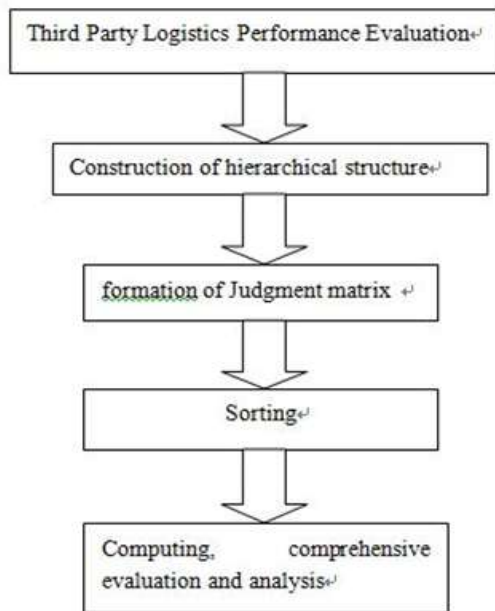 Third Party Logistics Performance Evaluation↵
Construction of hierarchical structure↵
formation of Judgment matrix ↵
Sorting↵
Computing, comprehensive
evaluation and analysis↵